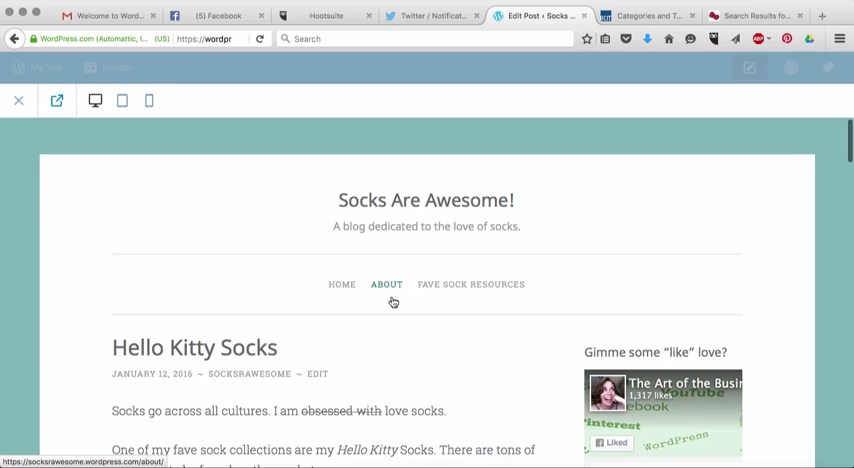 Welcome to Word...
(5) Facebook
Hootsuite
Twitter / Notificat...
Edit Post ‹ Socks ...
Categories and T...
Search Results fo...
WordPress.com (Automattic, I... (US)
https://wordpr
Search
My Site
Reader
Socks Are Awesome!
A blog dedicated to the love of socks.
HOME
ABOUT
FAVE SOCK RESOURCES
Hello Kitty Socks
JANUARY 12, 2016 ~ SOCKSRAWESOME ~ EDIT
Socks go across all cultures. I am obsessed with love socks.
One of my fave sock collections are my Hello Kitty Socks. There are tons of
Gimme some “like” love?
The Art of the Busin
1,317 likes
YouTube
ebook
interest
WordPress
Liked
https://socksrawesome.wordpress.com/about/